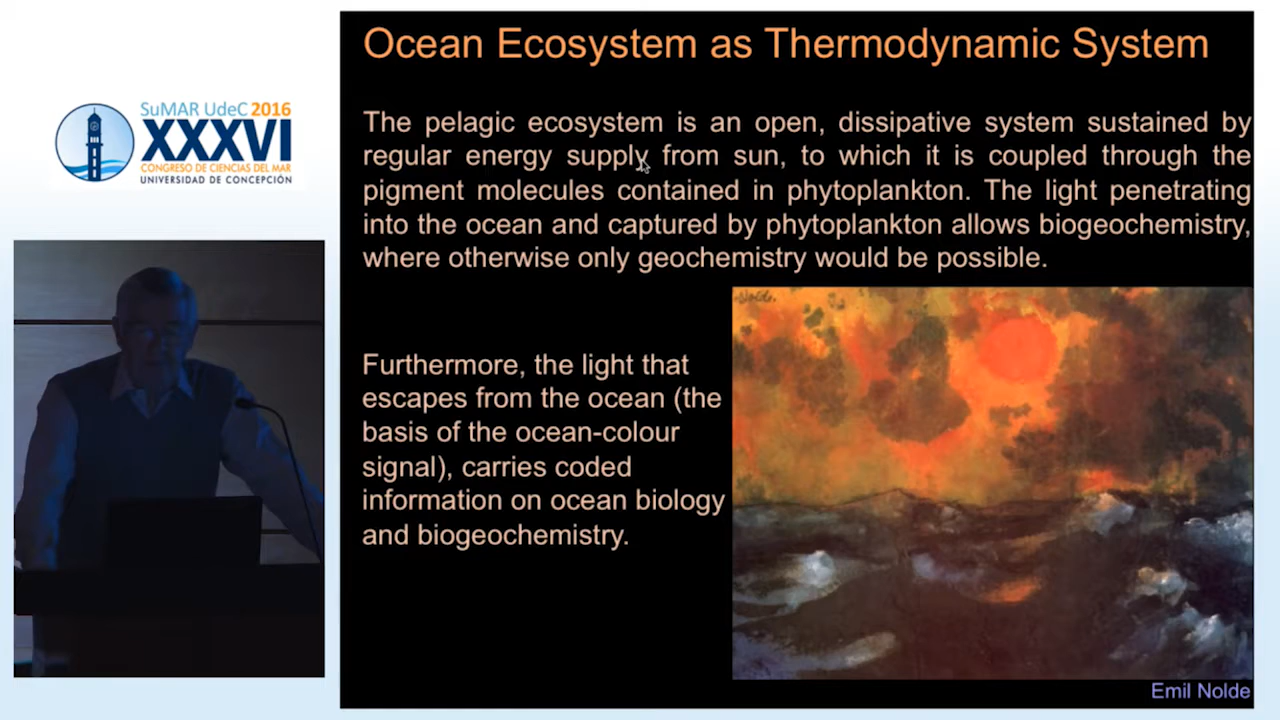 SuMAR UdeC 2016
XXXVI
CONGRESO DE CIENCIAS DEL MAR
UNIVERSIDAD DE CONCEPCIÓN
Ocean Ecosystem as Thermodynamic System
The pelagic ecosystem is an open, dissipative system sustained by
regular energy supply from sun, to which it is coupled through the
pigment molecules contained in phytoplankton. The light penetrating
into the ocean and captured by phytoplankton allows biogeochemistry,
where otherwise only geochemistry would be possible.
Furthermore, the light that
escapes from the ocean (the
basis of the ocean-colour
signal), carries coded
information on ocean biology
and biogeochemistry.
Nolde.
Emil Nolde